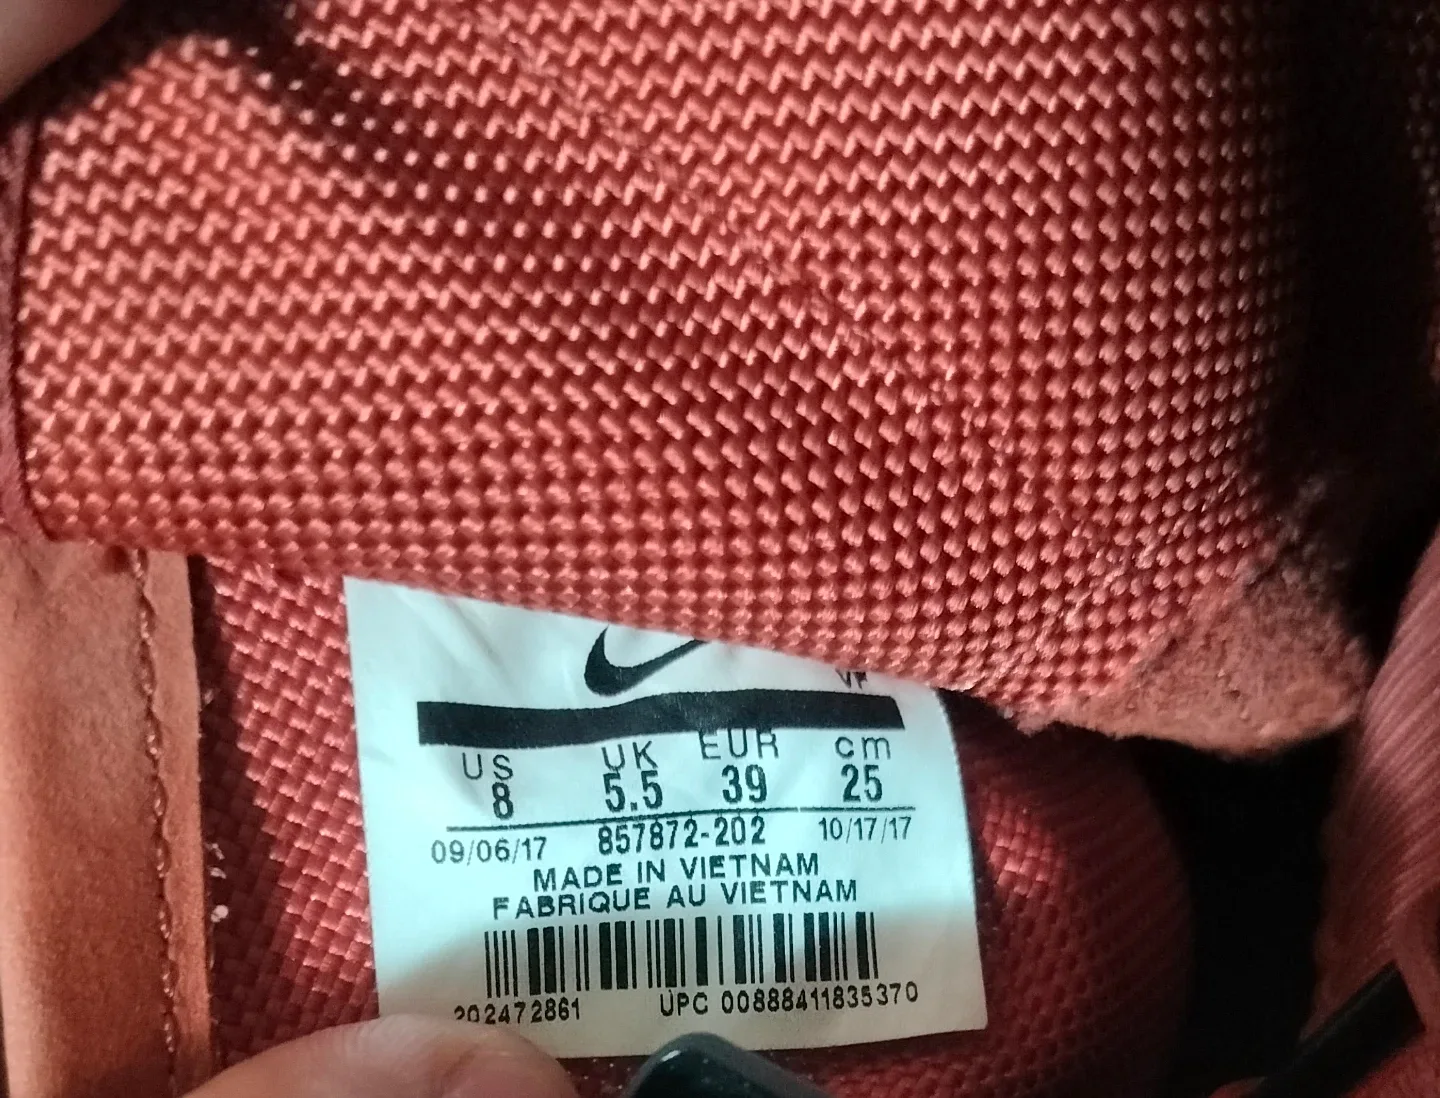 VF
US UK EUR cm
8 5.5 39 25
09/06/17 857872-202 10/17/17
MADE IN VIETNAM
FABRIQUE AU VIETNAM
202472861 UPC 00888411835370